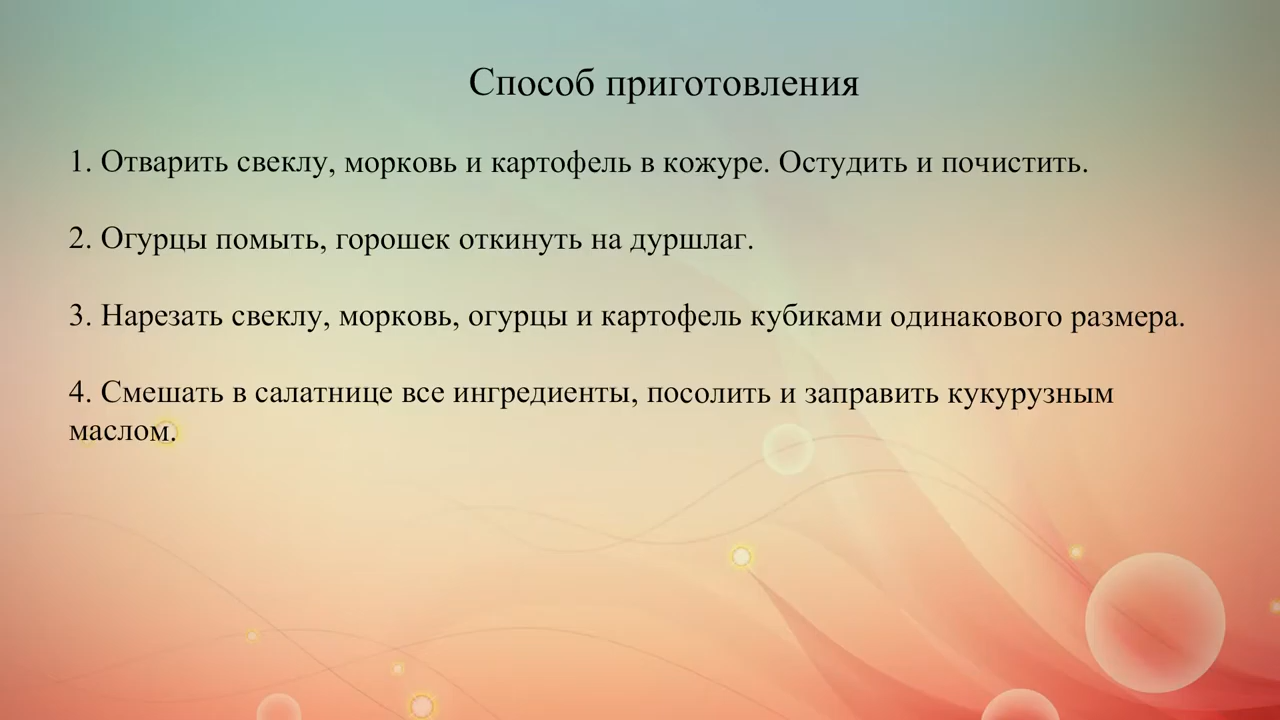 Способ приготовления
1. Отварить свеклу, морковь и картофель в кожуре. Остудить и почистить.
2. Огурцы помыть, горошек откинуть на дуршлаг.
3. Нарезать свеклу, морковь, огурцы и картофель кубиками одинакового размера.
4. Смешать в салатнице все ингредиенты, посолить и заправить кукурузным
маслом.